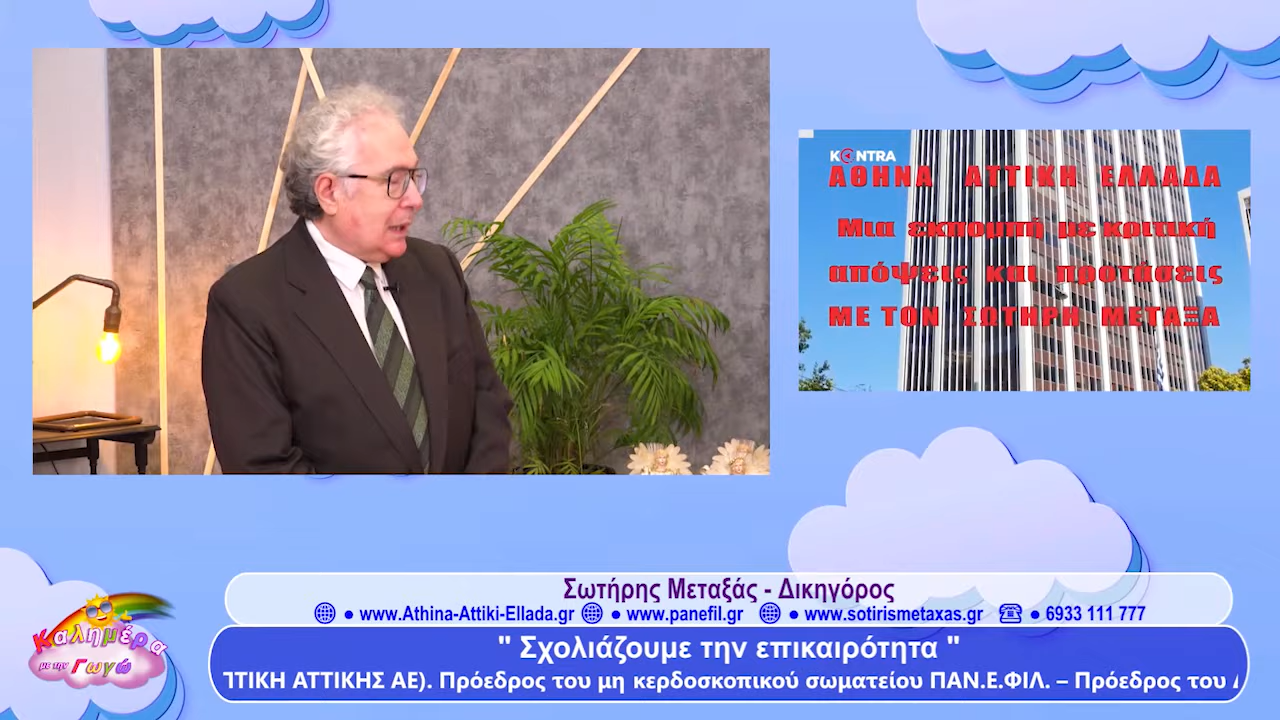 KONTRA
ΑΘΗΝΑ ΑΤΤΙΚΗ ΕΛΛΑΔΑ
Μια εκπομπή με κριτική
απόψεις και προτάσεις
ΜΕ ΤΟΝ ΣΩΤΗΡΗ ΜΕΤΑΞΑ
Σωτήρης Μεταξάς - Δικηγόρος
● www.Athina-Attiki-Ellada.gr ● www.panefil.gr ● www.sotirismetaxas.gr ● 6933 111 777
" Σχολιάζουμε την επικαιρότητα "
ΤΤΙΚΗ ΑΤΤΙΚΗΣ ΑΕ). Πρόεδρος του μη κερδοσκοπικού σωματείου ΠΑΝ.Ε.ΦΙΛ. – Πρόεδρος του
Καλημέρα
με την Γωγώ